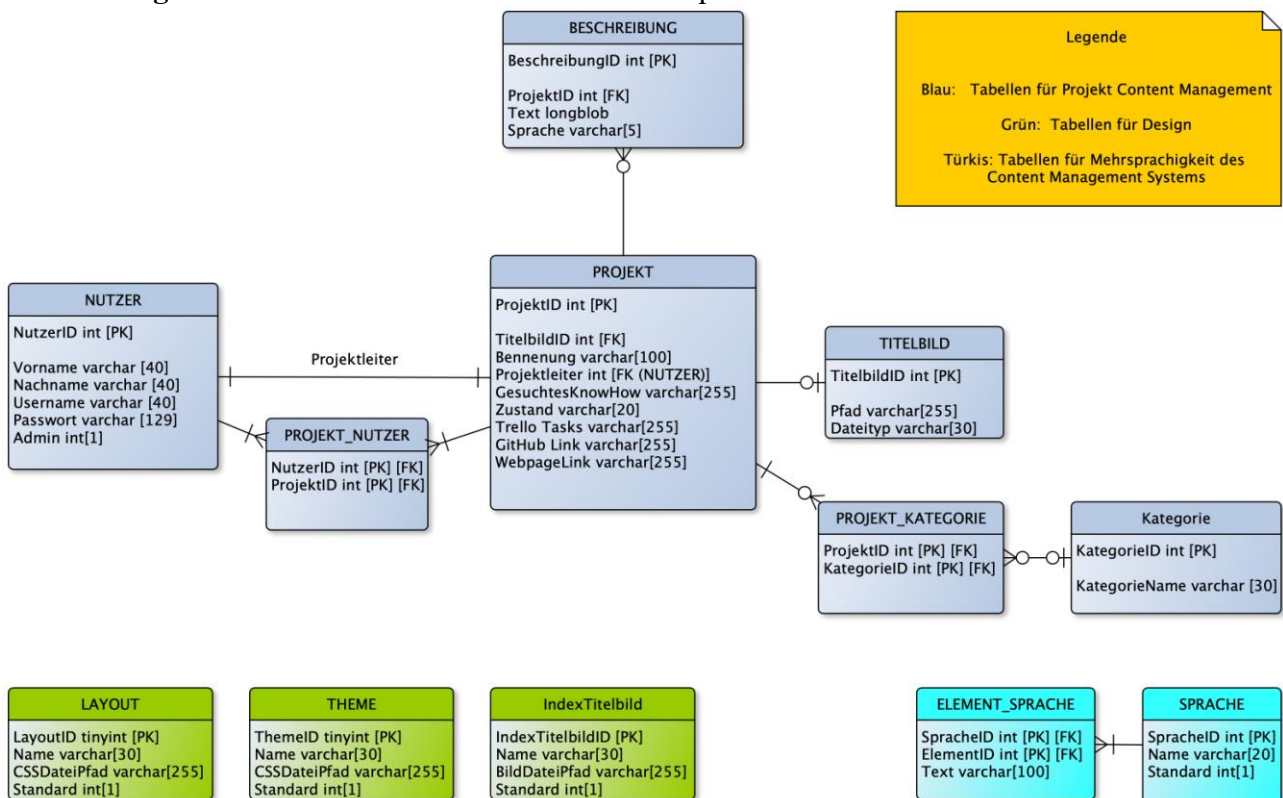 BESCHREIBUNG
BeschreibungID int [PK]
ProjektID int [FK]
Text longblob
Sprache varchar[5]
Legende
Blau: Tabellen für Projekt Content Management
Grün: Tabellen für Design
Türkis: Tabellen für Mehrsprachigkeit des
Content Management Systems
NUTZER
NutzerID int [PK]
Vorname varchar [40]
Nachname varchar [40]
Username varchar [40]
Passwort varchar [129]
Admin int[1]
Projektleiter
PROJEKT_NUTZER
NutzerID int [PK] [FK]
ProjektID int [PK] [FK]
PROJEKT
ProjektID int [PK]
TitelbildID int [FK]
Bennenung varchar[100]
Projektleiter int [FK (NUTZER)]
GesuchtesKnowHow varchar[255]
Zustand varchar[20]
Trello Tasks varchar[255]
GitHub Link varchar[255]
WebpageLink varchar[255]
TITELBILD
TitelbildID int [PK]
Pfad varchar[255]
Dateityp varchar[30]
PROJEKT_KATEGORIE
ProjektID int [PK] [FK]
KategorieID int [PK] [FK]
Kategorie
KategorieID int [PK]
KategorieName varchar [30]
LAYOUT
LayoutID tinyint [PK]
Name varchar[30]
CSSDateiPfad varchar[255]
Standard int[1]
THEME
ThemeID tinyint [PK]
Name varchar[30]
CSSDateiPfad varchar[255]
Standard int[1]
IndexTitelbild
IndexTitelbildID [PK]
Name varchar[30]
BildDateiPfad varchar[255]
Standard int[1]
ELEMENT_SPRACHE
SpracheID int [PK] [FK]
ElementID int [PK] [FK]
Text varchar[100]
SPRACHE
SpracheID int [PK]
Name varchar[20]
Standard int[1]